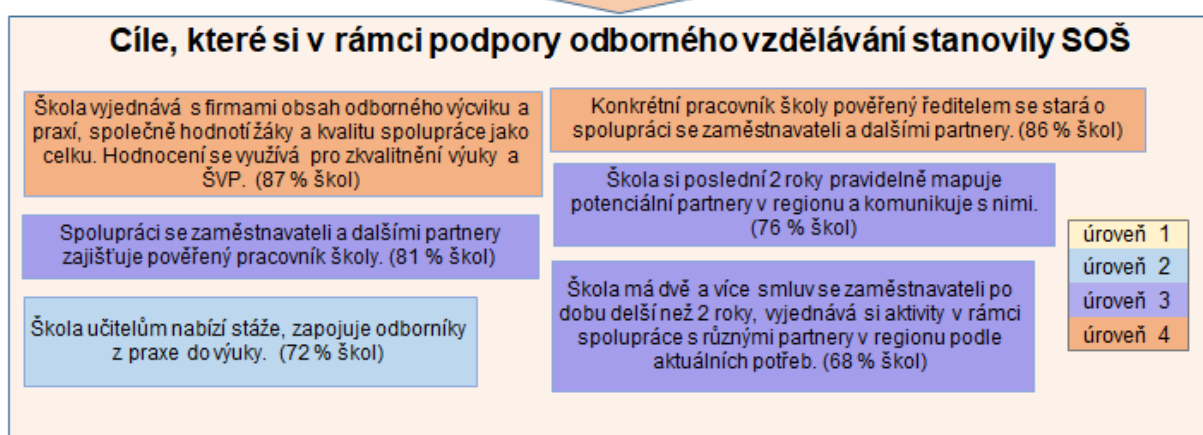 Cíle, které si v rámci podpory odborného vzdělávání stanovily SOŠ
Škola vyjednává s firmami obsah odborného výcviku a
praxí, společně hodnotí žáky a kvalitu spolupráce jako
celku. Hodnocení se využívá pro zkvalitnění výuky a
ŠVP. (87 % škol)
Spolupráci se zaměstnavateli a dalšími partnery
zajišťuje pověřený pracovník školy. (81 % škol)
Škola učitelům nabízí stáže, zapojuje odborníky
z praxe do výuky. (72 % škol)
Konkrétní pracovník školy pověřený ředitelem se stará o
spolupráci se zaměstnavateli a dalšími partnery. (86 % škol)
Škola si poslední 2 roky pravidelně mapuje
potenciální partnery v regionu a komunikuje s nimi.
(76 % škol)
Škola má dvě a více smluv se zaměstnavateli po
dobu delší než 2 roky, vyjednává si aktivity v rámci
spolupráce s různými partnery v regionu podle
aktuálních potřeb. (68 % škol)
úroveň 1
úroveň 2
úroveň 3
úroveň 4